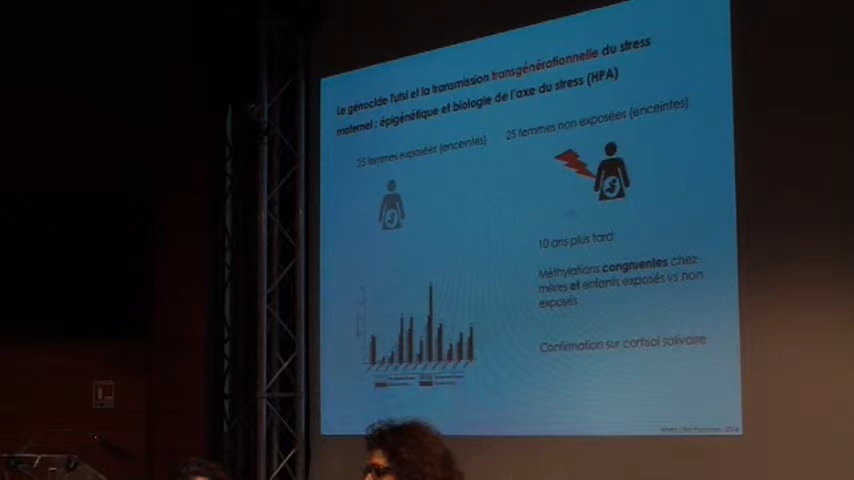 Le génocide Tutsi et la transmission transgénérationnelle du stress
maternel : épigénétique et biologie de l'axe du stress (HPA)
25 femmes exposées (enceintes)
25 femmes non exposées (enceintes)
10 ans plus tard
Méthylations congruentes chez
mères et enfants exposés vs non
exposés
Confirmation sur cortisol salivaire